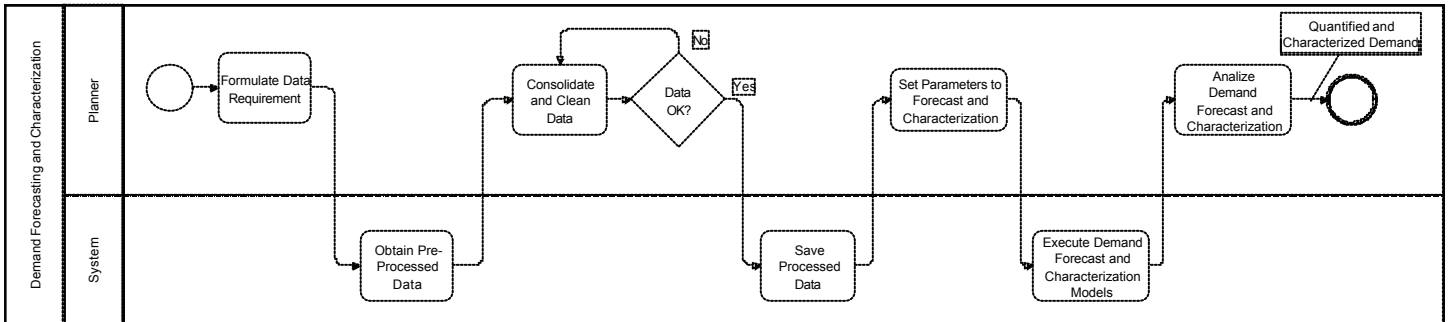 Demand Forecasting and Characterization
Planner
System
Formulate Data
Requirement
Obtain Pre-
Processed
Data
Consolidate
and Clean
Data
Data
OK?
No
Yes
Save
Processed
Data
Set Parameters to
Forecast and
Characterization
Execute Demand
Forecast and
Characterization
Models
Analize
Demand
Forecast and
Characterization
Quantified and
Characterized Demand